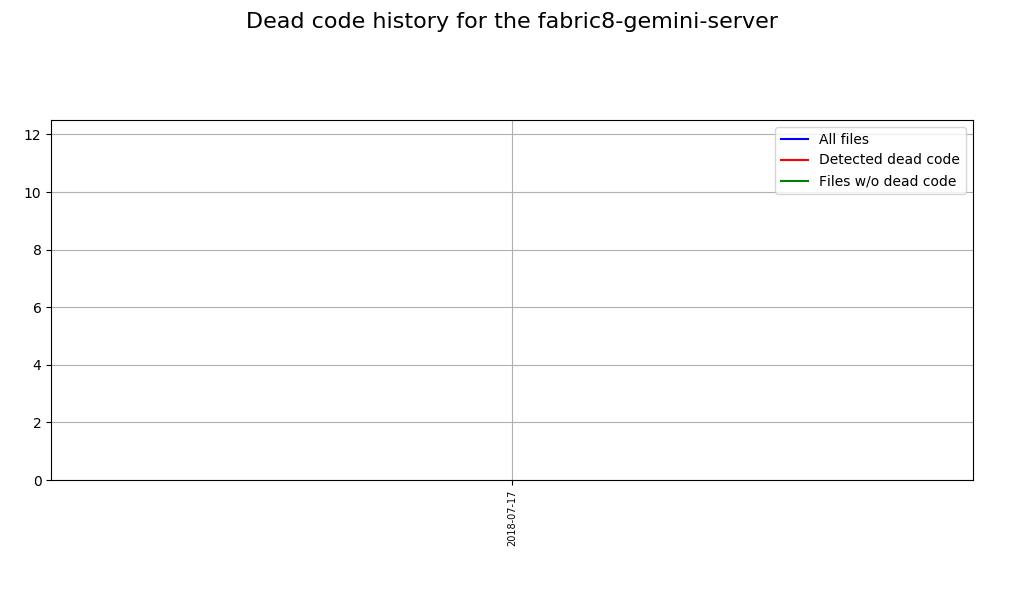 Dead code history for the fabric8-gemini-server
12
10
8
6
4
2
0
All files
Detected dead code
Files w/o dead code
2018-07-17